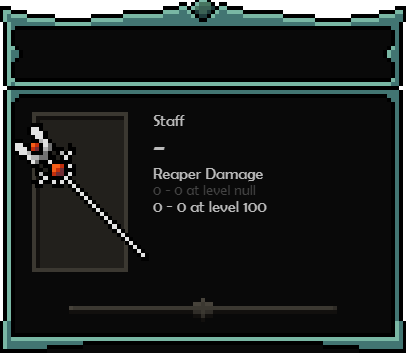 Staff
–
Reaper Damage
0 - 0 at level null
0 - 0 at level 100